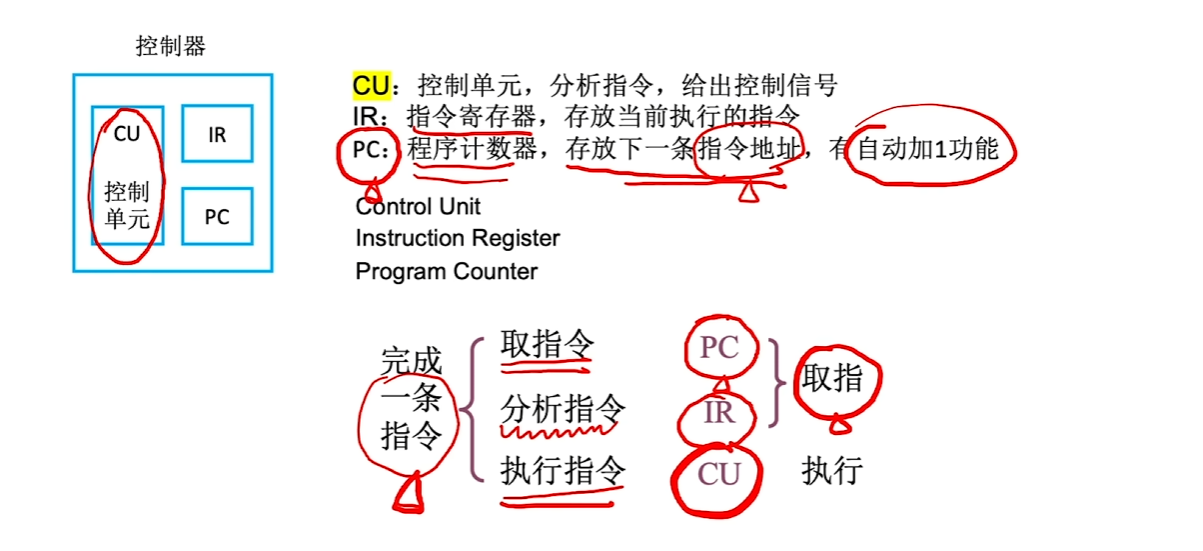 控制器
CU
控制
单元
IR
PC
CU：控制单元，分析指令，给出控制信号
IR：指令寄存器，存放当前执行的指令
PC：程序计数器，存放下一条指令地址，有自动加1功能
Control Unit
Instruction Register
Program Counter
完成
一条
指令
取指令
分析指令
执行指令
PC
IR
CU
取指
执行